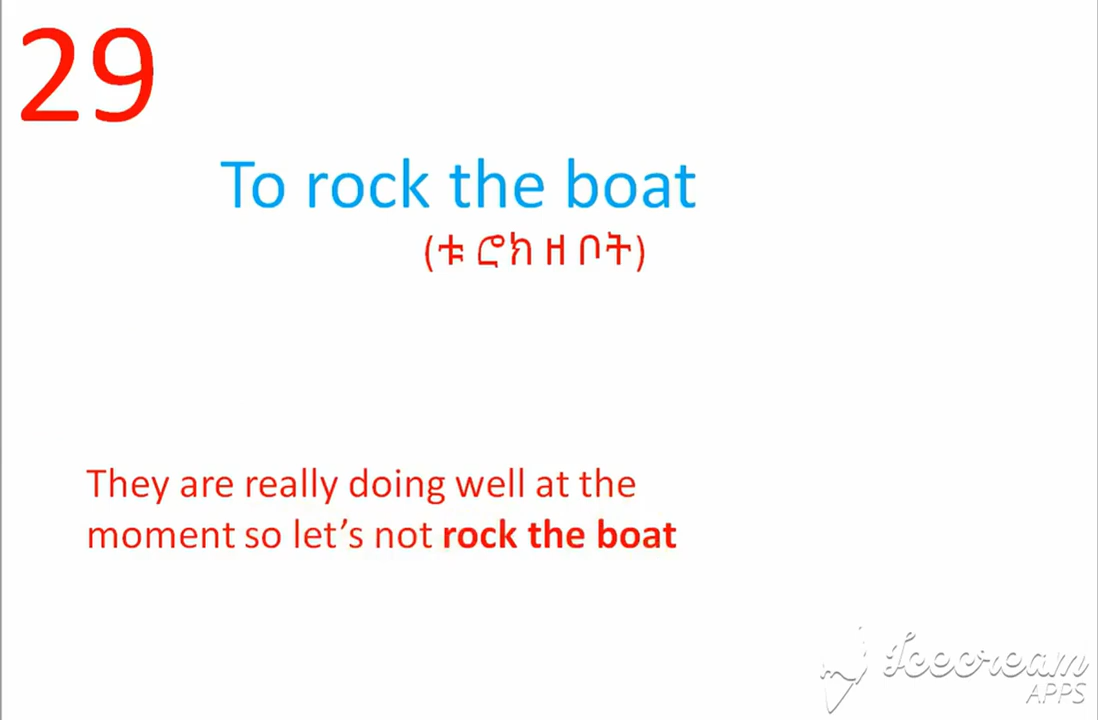 29
To rock the boat
(ቱ ሮክ ዘ ቦት)
They are really doing well at the
moment so let's not rock the boat
Icecream
APPS